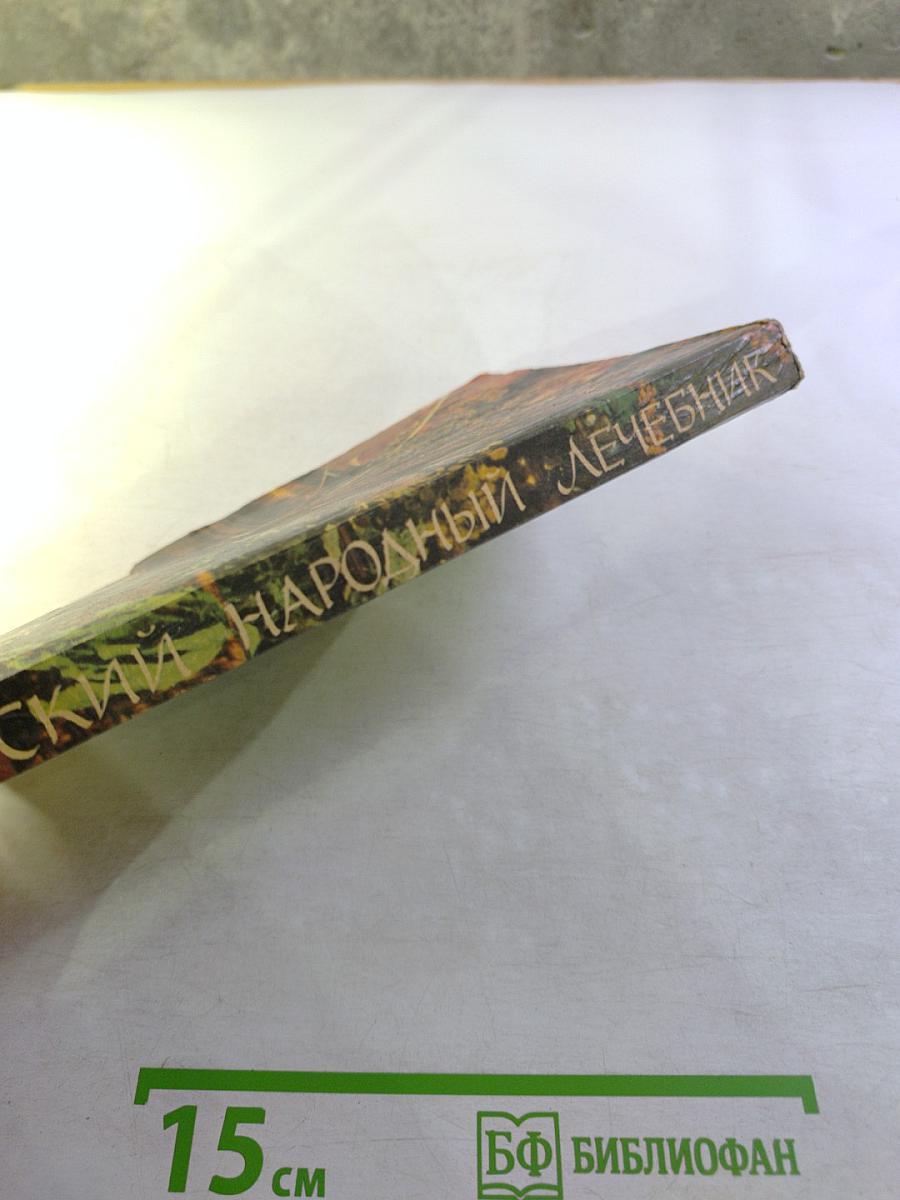 СКИЙ НАРОДНЫЙ ЛЕЧЕБНИК
15 см
БФ БИБЛИОФАН